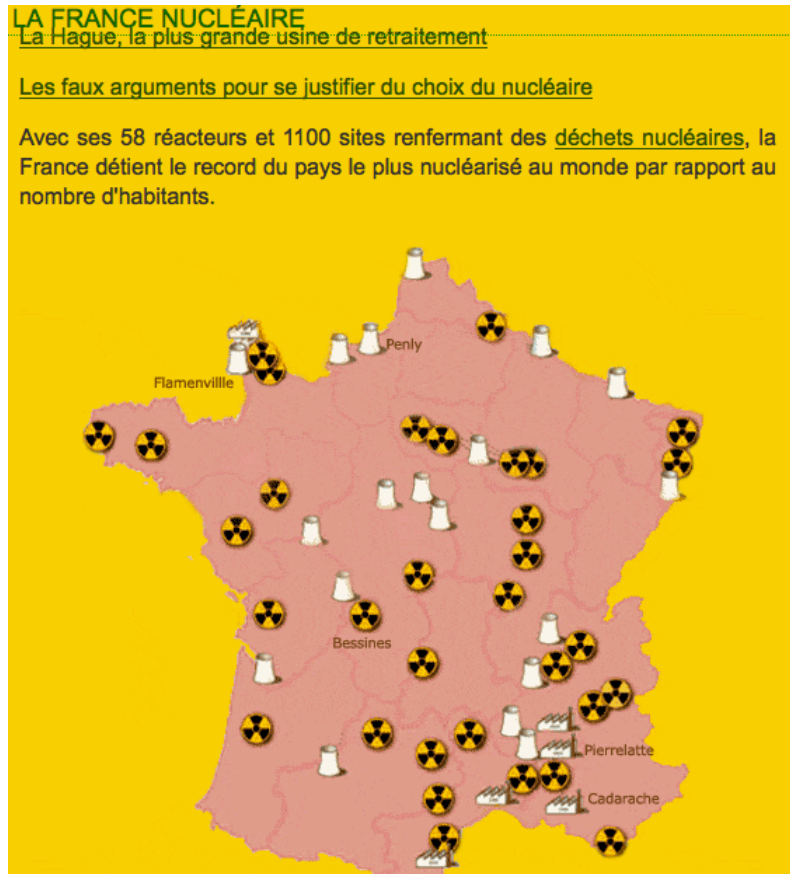 LA FRANCE NUCLÉAIRE
La Hague, la plus grande usine de retraitement
Les faux arguments pour se justifier du choix du nucléaire
Avec ses 58 réacteurs et 1100 sites renfermant des déchets nucléaires, la
France détient le record du pays le plus nucléarisé au monde par rapport au
nombre d'habitants.
Penly
Flamenvillle
Bessines
Pierrelatte
Cadarache